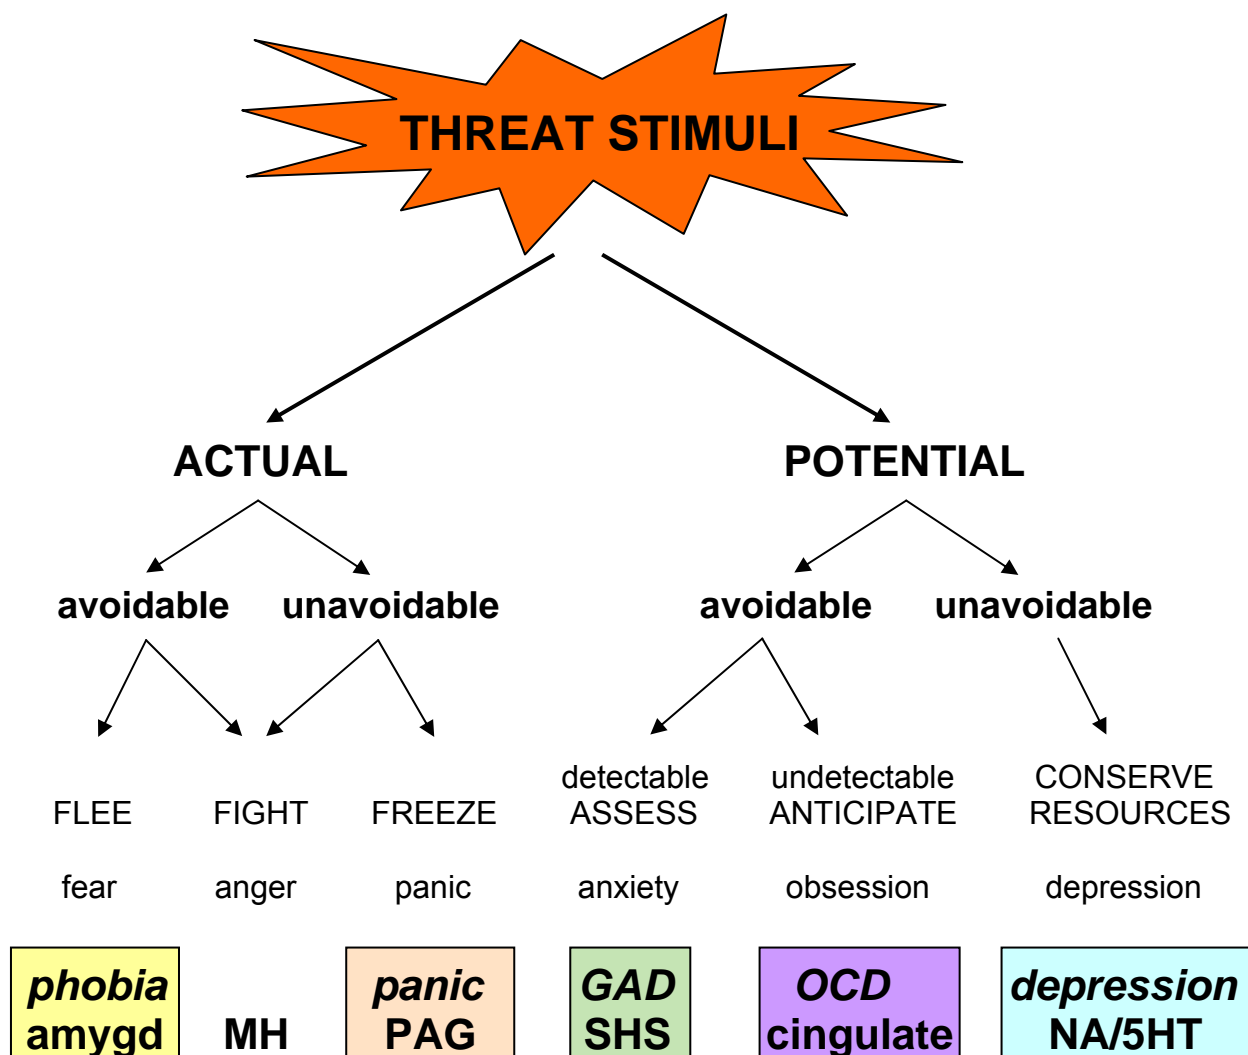 THREAT STIMULI
ACTUAL POTENTIAL
avoidable unavoidable avoidable unavoidable
detectable undetectable CONSERVE
FLEE FIGHT FREEZE ASSESS ANTICIPATE RESOURCES
fear anger panic anxiety obsession depression
phobia panic GAD OCD depression
amygd MH PAG SHS cingulate NA/5HT